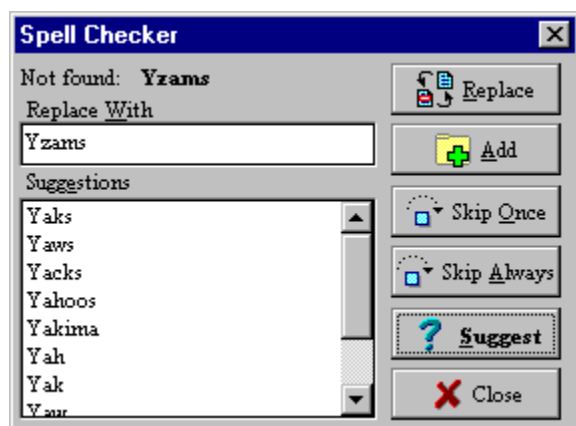 Spell Checker
Not found: Yzams
Replace With
Yzams
Suggestions
Yaks
Yaws
Yacks
Yahoos
Yakima
Yah
Yak
Yaw
Replace
Add
Skip Once
Skip Always
Suggest
Close